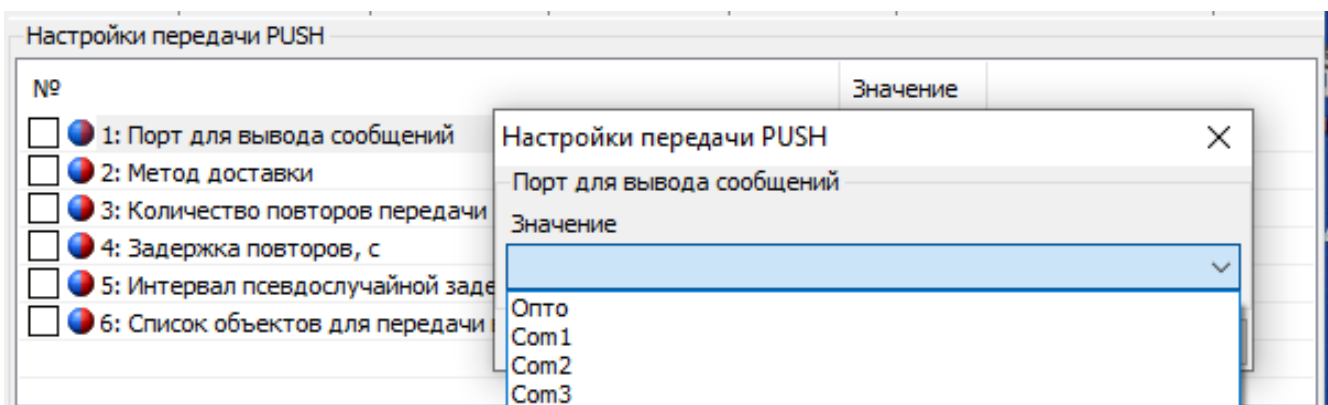 Настройки передачи PUSH
№ Значение
1: Порт для вывода сообщений
2: Метод доставки
3: Количество повторов передачи
4: Задержка повторов, с
5: Интервал псевдослучайной заде
6: Список объектов для передачи
Настройки передачи PUSH
Порт для вывода сообщений
Значение
Опто
Com1
Com2
Com3